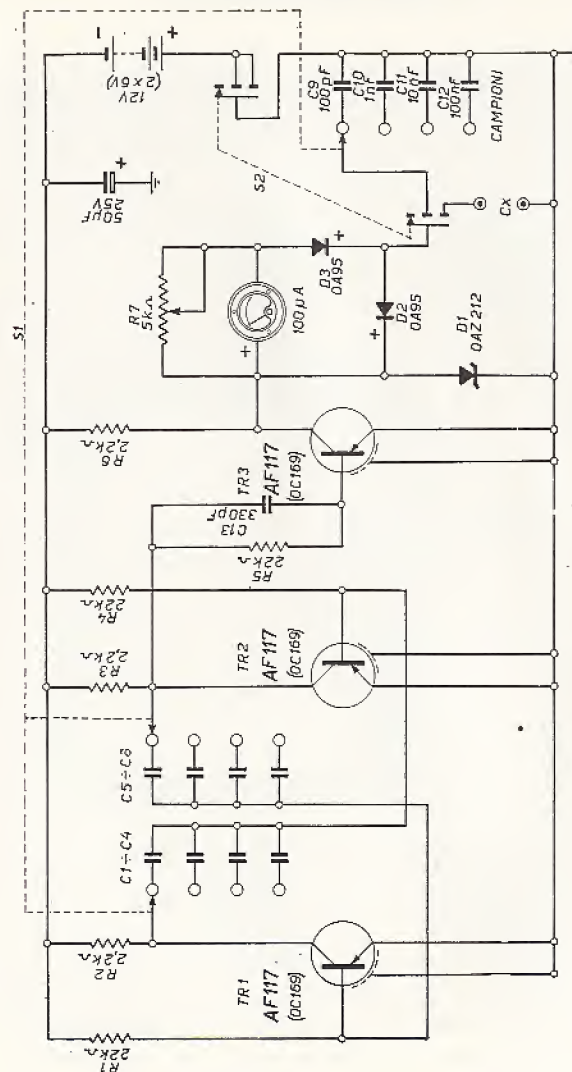 S1
R1
22kΩ
R2
2,2kΩ
TR1
AF117
(OC169)
C1÷C4
C5÷C6
R3
2,2kΩ
R4
22kΩ
TR2
AF117
(OC169)
R5
22kΩ
C13
330pF
TR3
AF117
(OC169)
R6
2,2kΩ
R7
5kΩ
+
100µA
50µF
25V
+
D3
OA95
+
D2
OA95
+
D1
OAZ212
S2
Cx
12V
(2x6V)
-
+
C9
100pF
C10
1nF
C11
10nF
C12
100nF
CAMPIONI